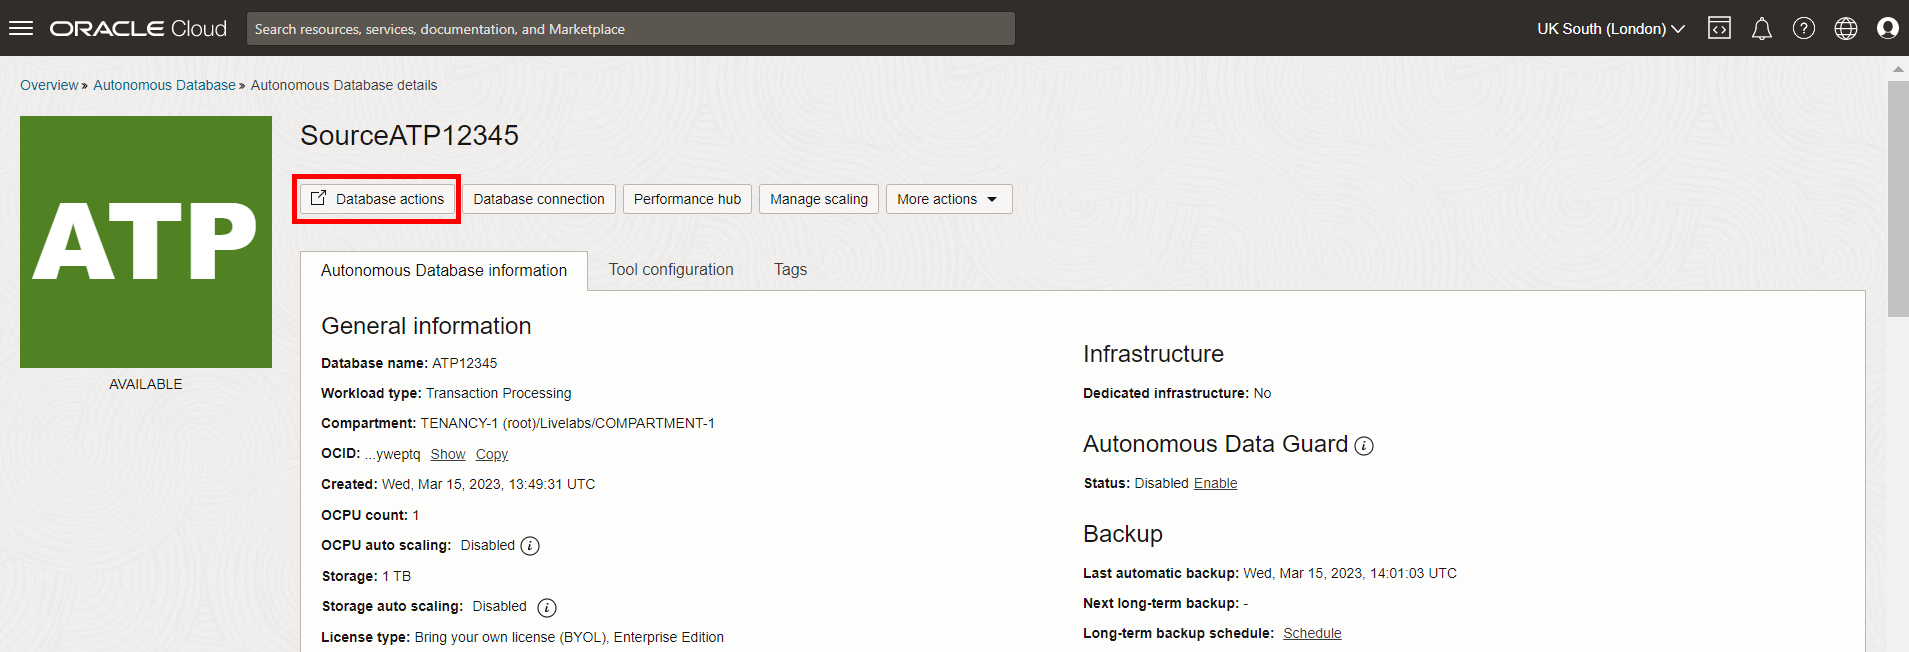 ORACLE Cloud
Search resources, services, documentation, and Marketplace
UK South (London)
Overview » Autonomous Database » Autonomous Database details
ATP
AVAILABLE
SourceATP12345
Database actions
Database connection
Performance hub
Manage scaling
More actions
Autonomous Database information
Tool configuration
Tags
General information
Database name: ATP12345
Workload type: Transaction Processing
Compartment: TENANCY-1 (root)/Livelabs/COMPARTMENT-1
OCID: ...yweptq Show Copy
Created: Wed, Mar 15, 2023, 13:49:31 UTC
OCPU count: 1
OCPU auto scaling: Disabled
Storage: 1 TB
Storage auto scaling: Disabled
License type: Bring your own license (BYOL), Enterprise Edition
Infrastructure
Dedicated infrastructure: No
Autonomous Data Guard
Status: Disabled Enable
Backup
Last automatic backup: Wed, Mar 15, 2023, 14:01:03 UTC
Next long-term backup: -
Long-term backup schedule: Schedule